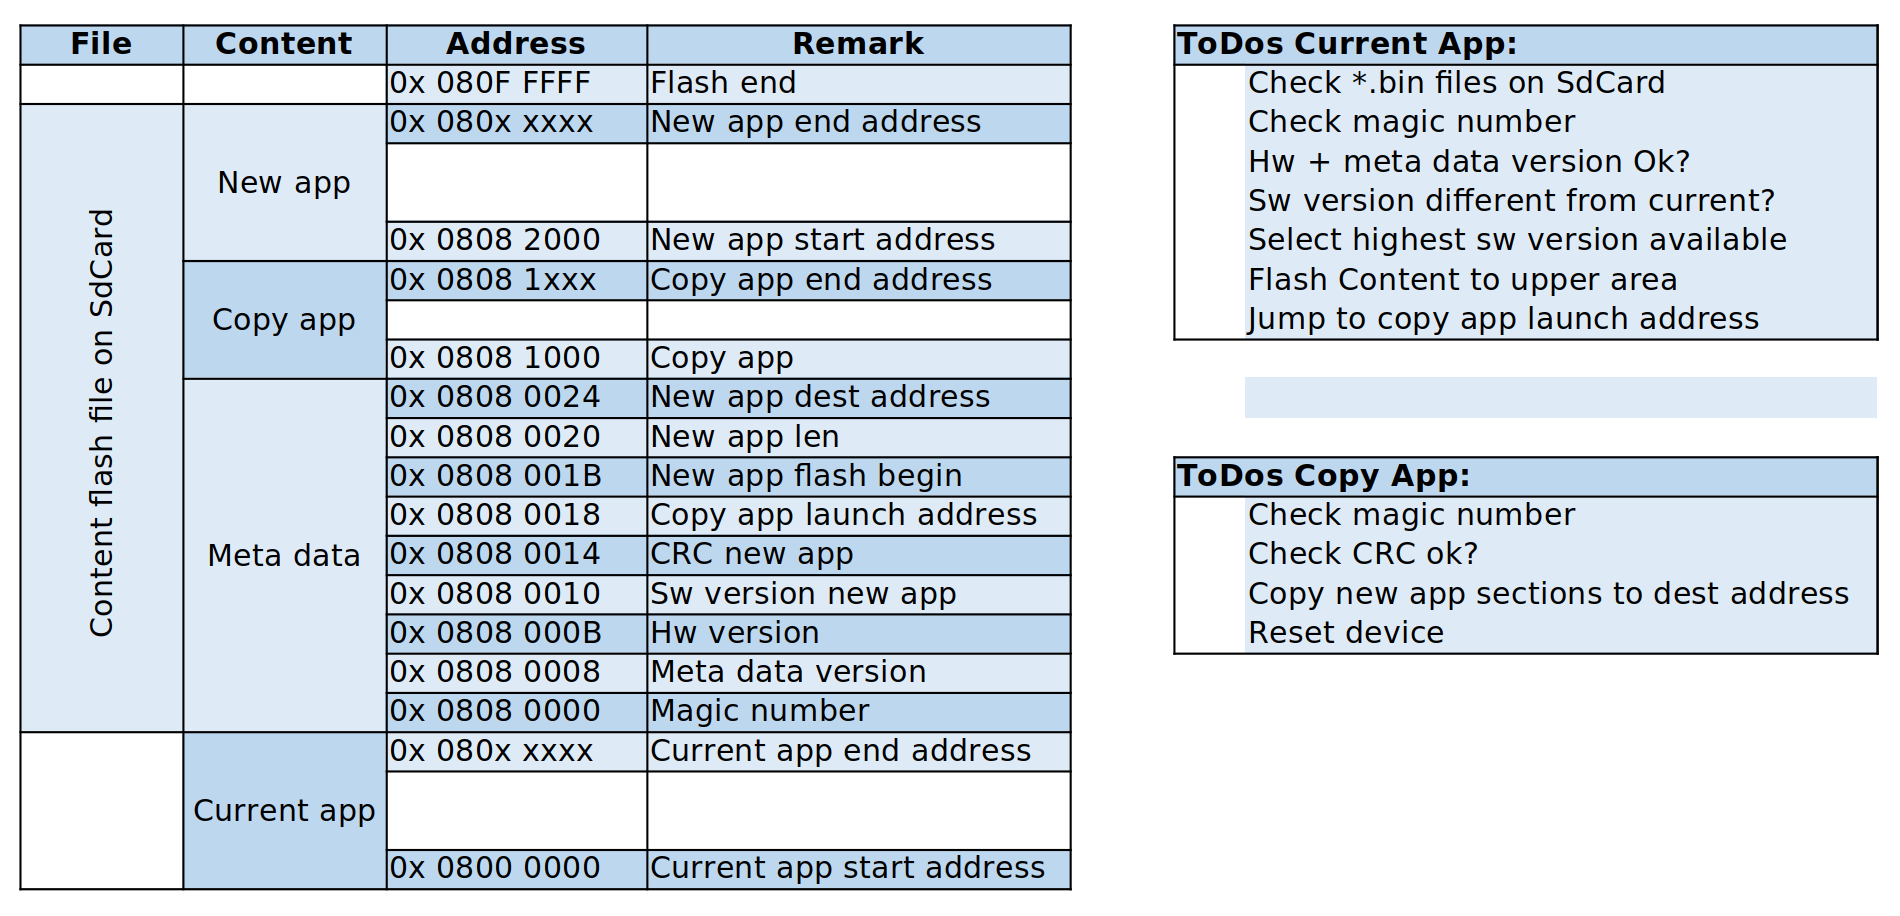 File Content Address Remark
0x 080F FFFF Flash end
0x 080x xxxx New app end address
New app
0x 0808 2000 New app start address
0x 0808 1xxx Copy app end address
Copy app
0x 0808 1000 Copy app
0x 0808 0024 New app dest address
0x 0808 0020 New app len
0x 0808 001B New app flash begin
0x 0808 0018 Copy app launch address
Content flash file on SdCard
Meta data
0x 0808 0014 CRC new app
0x 0808 0010 Sw version new app
0x 0808 000B Hw version
0x 0808 0008 Meta data version
0x 0808 0000 Magic number
0x 080x xxxx Current app end address
Current app
0x 0800 0000 Current app start address
ToDos Current App:
Check *.bin files on SdCard
Check magic number
Hw + meta data version Ok?
Sw version different from current?
Select highest sw version available
Flash Content to upper area
Jump to copy app launch address
ToDos Copy App:
Check magic number
Check CRC ok?
Copy new app sections to dest address
Reset device